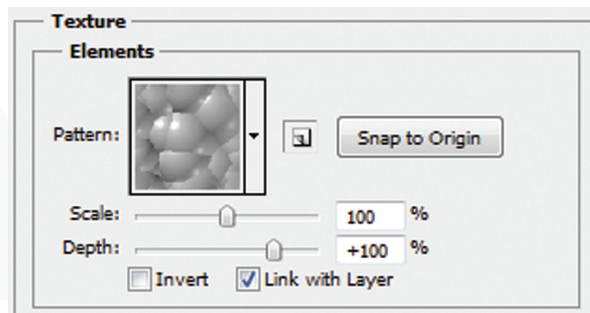 Texture
Elements
Pattern:
Snap to Origin
Scale: 100 %
Depth: +100 %
Invert Link with Layer